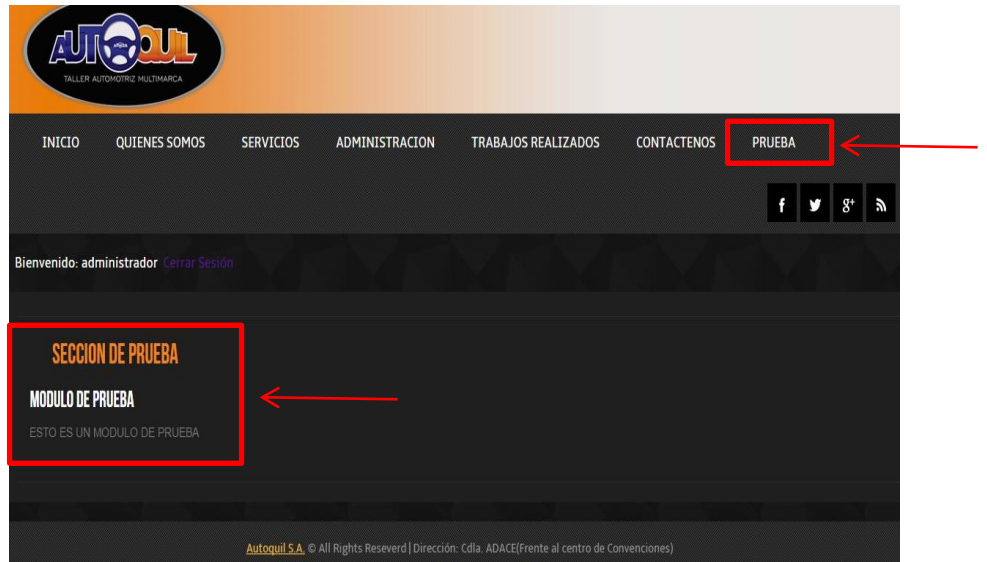 AUTOQUIL
TALLER AUTOMOTRIZ MULTIMARCA
INICIO QUIENES SOMOS SERVICIOS ADMINISTRACION TRABAJOS REALIZADOS CONTACTENOS PRUEBA
f g+
Bienvenido: administrador Cerrar Sesión
SECCION DE PRUEBA
MODULO DE PRUEBA
ESTO ES UN MODULO DE PRUEBA
Autoquil S.A. © All Rights Reseverd | Dirección: Cdla. ADACE(Frente al centro de Convenciones)